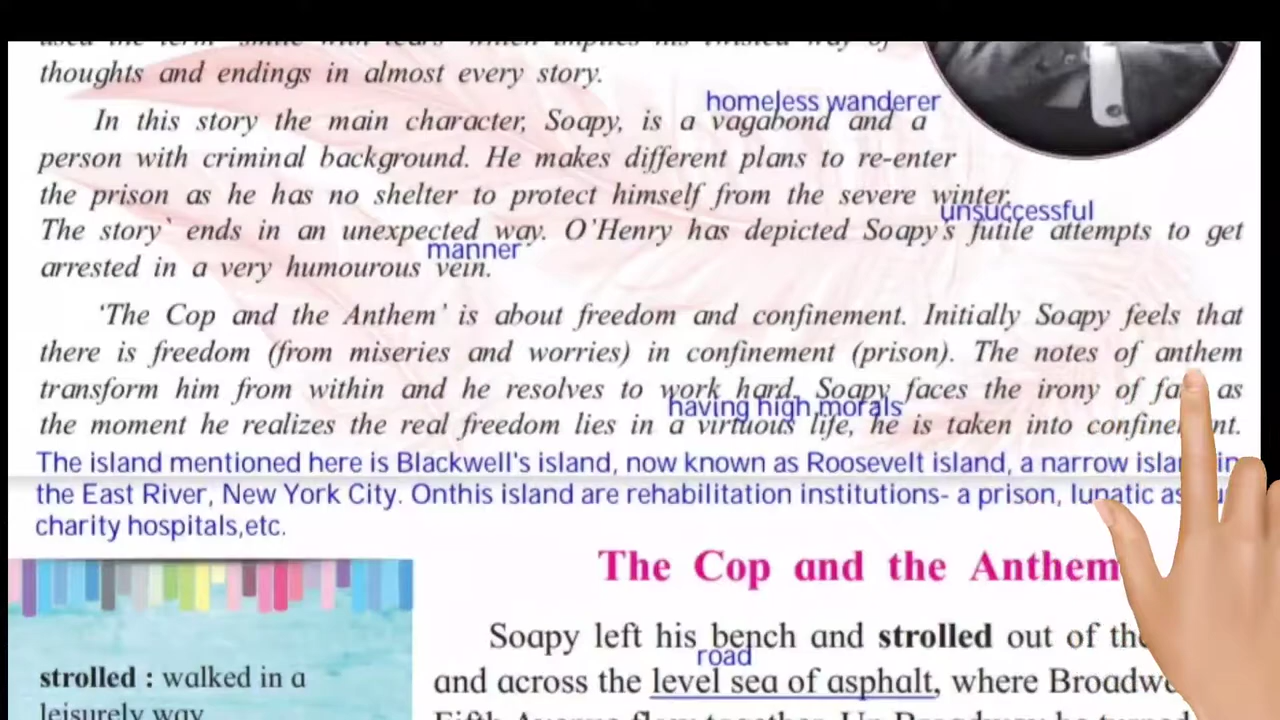 thoughts and endings in almost every story.
homeless wanderer
In this story the main character, Soapy, is a vagabond and a
person with criminal background. He makes different plans to re-enter
the prison as he has no shelter to protect himself from the severe winter.
unsuccessful
The story` ends in an unexpected way. O'Henry has depicted Soapy's futile attempts to get
manner
arrested in a very humourous vein.
'The Cop and the Anthem' is about freedom and confinement. Initially Soapy feels that
there is freedom (from miseries and worries) in confinement (prison). The notes of anthem
transform him from within and he resolves to work hard. Soapy faces the irony of as
having high morals
the moment he realizes the real freedom lies in a virtuous life, he is taken into
The island mentioned here is Blackwell's island, now known as Roosevelt island, a narrow in
the East River, New York City. Onthis island are rehabilitation institutions- a prison, lunatic
charity hospitals,etc.
The Cop and the Anthem
Soapy left his bench and strolled out of
road
and across the level sea of asphalt, where
strolled : walked in a
leisurely way